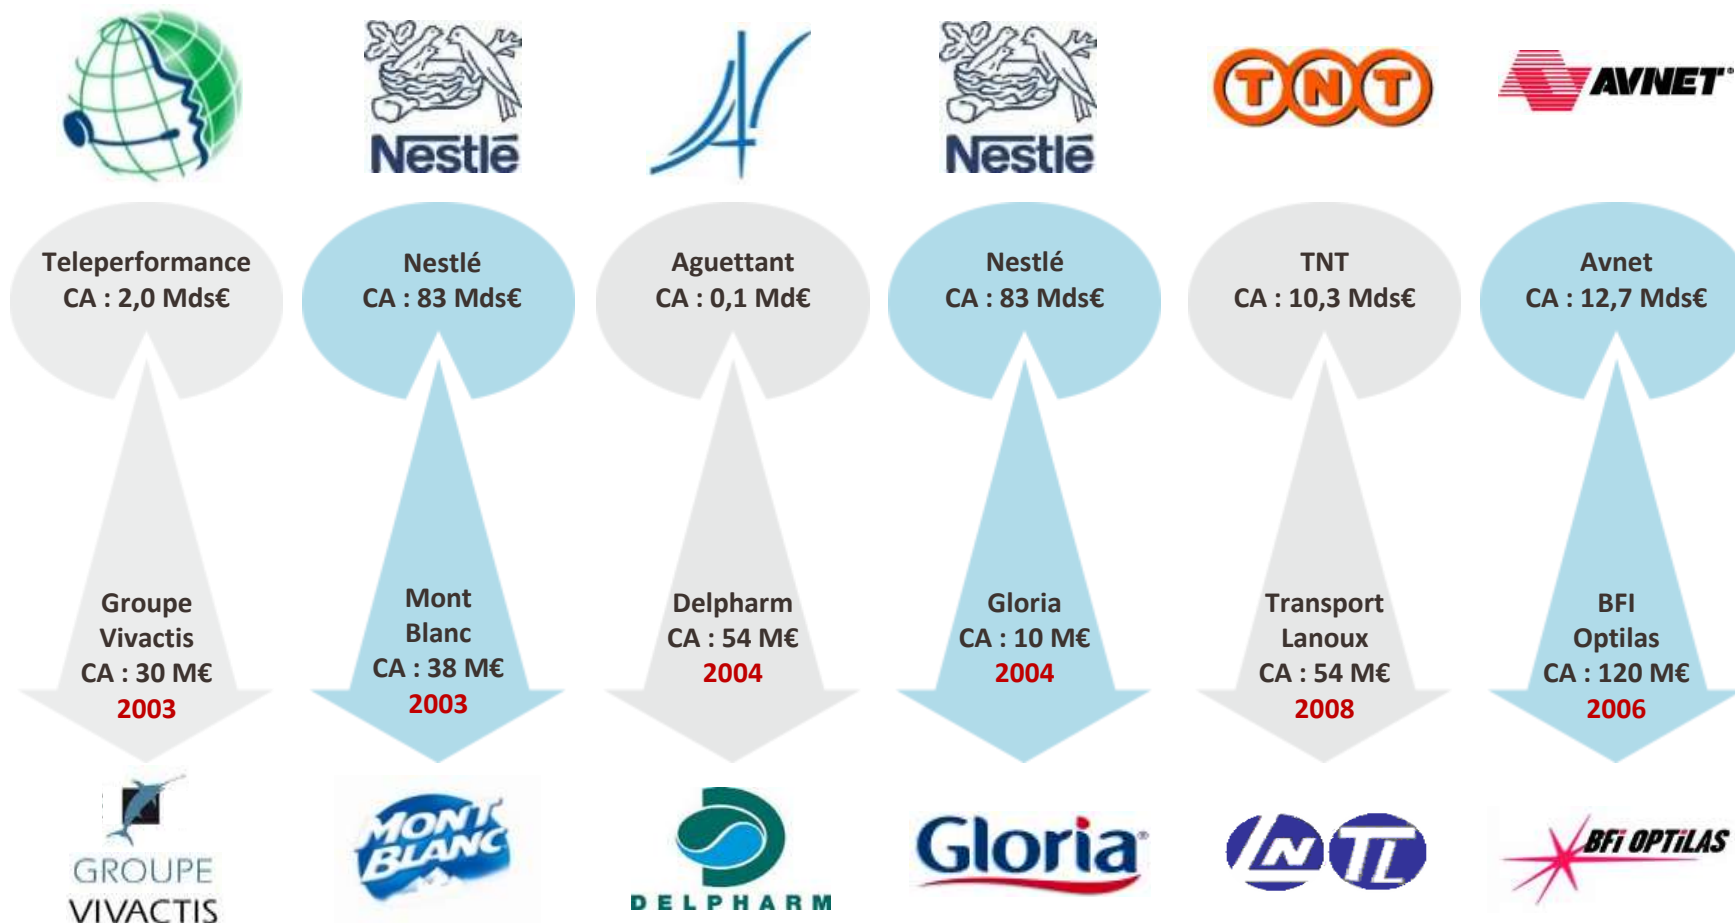 Nestlé
Nestlé
TNT
AVNET®
Teleperformance
CA : 2,0 Mds€
Nestlé
CA : 83 Mds€
Aguettant
CA : 0,1 Md€
Nestlé
CA : 83 Mds€
TNT
CA : 10,3 Mds€
Avnet
CA : 12,7 Mds€
Groupe
Vivactis
CA : 30 M€
2003
Mont
Blanc
CA : 38 M€
2003
Delpharm
CA : 54 M€
2004
Gloria
CA : 10 M€
2004
Transport
Lanoux
CA : 54 M€
2008
BFI
Optilas
CA : 120 M€
2006
GROUPE
VIVACTIS
MONT
BLANC
DELPHARM
Gloria®
LN TL
BFi OPTiLAS